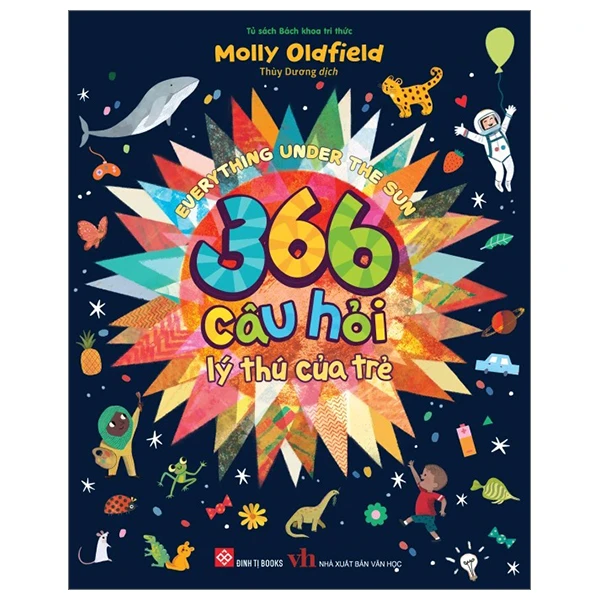 Tủ sách Bách khoa tri thức
Molly Oldfield
Thùy Dương dịch
EVERYTHING UNDER THE SUN
366
câu hỏi
lý thú của trẻ
ĐINH TỊ BOOKS
vh NHÀ XUẤT BẢN VĂN HỌC